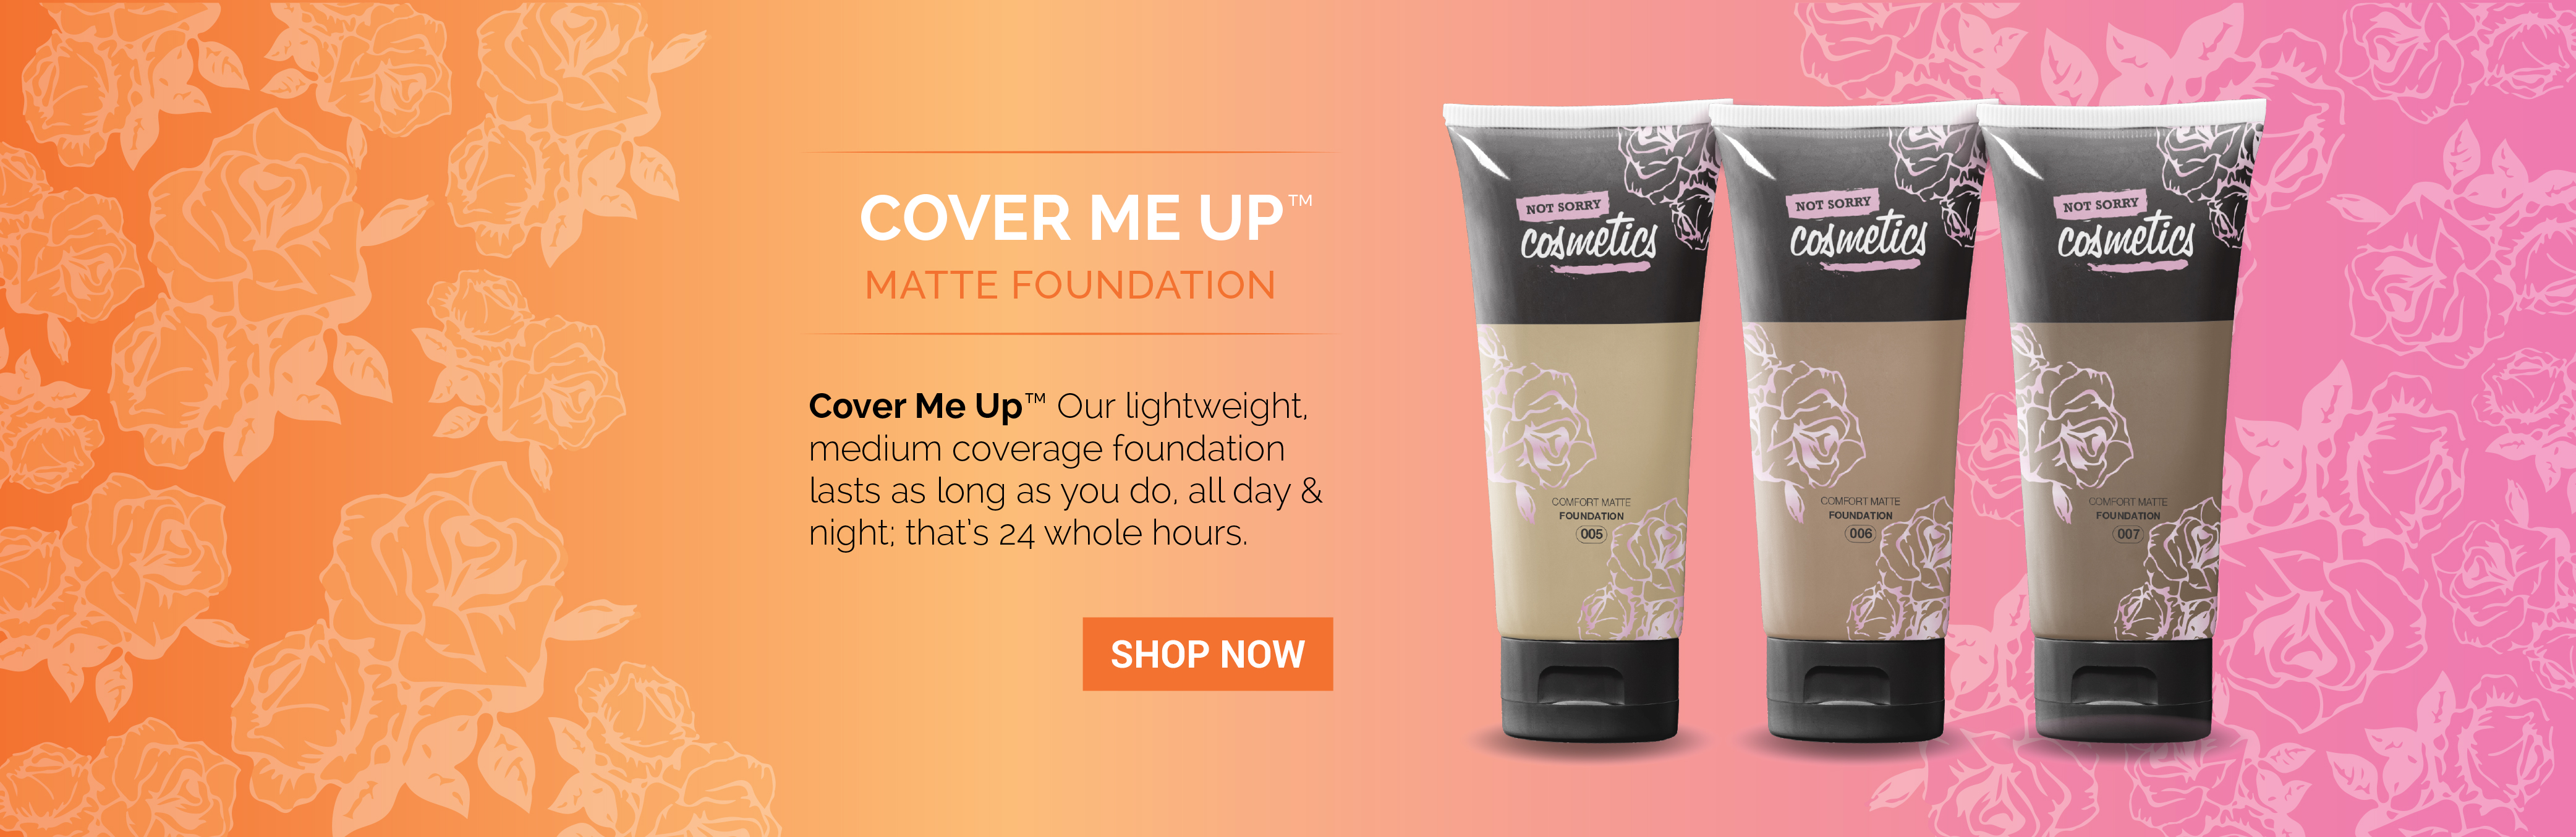 COVER ME UP™
MATTE FOUNDATION
Cover Me Up™ Our lightweight,
medium coverage foundation
lasts as long as you do, all day &
night; that's 24 whole hours.
SHOP NOW
NOT SORRY
cosmetics
COMFORT MATTE
FOUNDATION
005
NOT SORRY
cosmetics
COMFORT MATTE
FOUNDATION
006
NOT SORRY
cosmetics
COMFORT MATTE
FOUNDATION
007